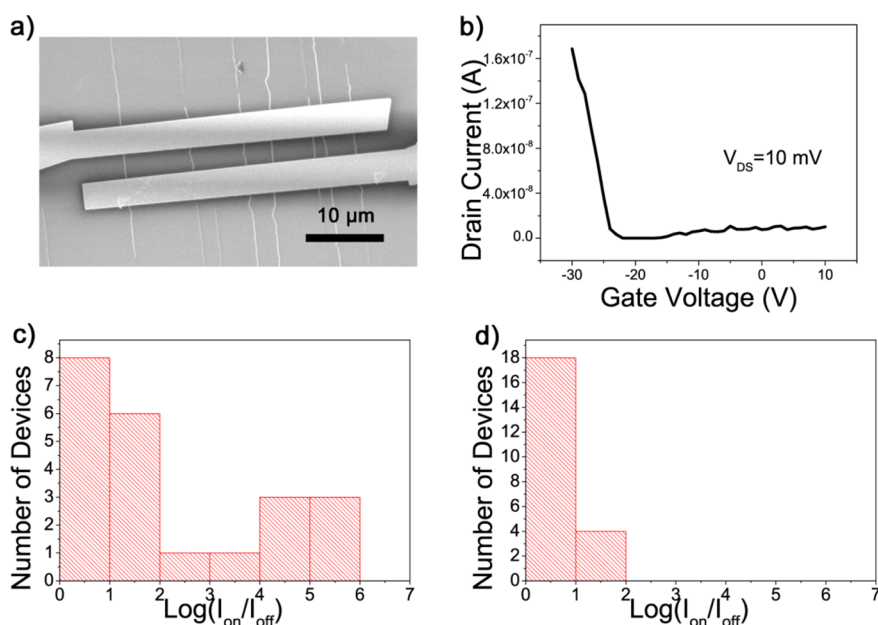 a)
10 μm
b)
Drain Current (A)
1.6x10⁻⁷
1.2x10⁻⁷
8.0x10⁻⁸
4.0x10⁻⁸
0.0
V_DS=10 mV
-30 -20 -10 0 10
Gate Voltage (V)
c)
Number of Devices
8
7
6
5
4
3
2
1
0
0 1 2 3 4 5 6 7
Log(I_on/I_off)
d)
Number of Devices
18
16
14
12
10
8
6
4
2
0
0 1 2 3 4 5 6 7
Log(I_on/I_off)